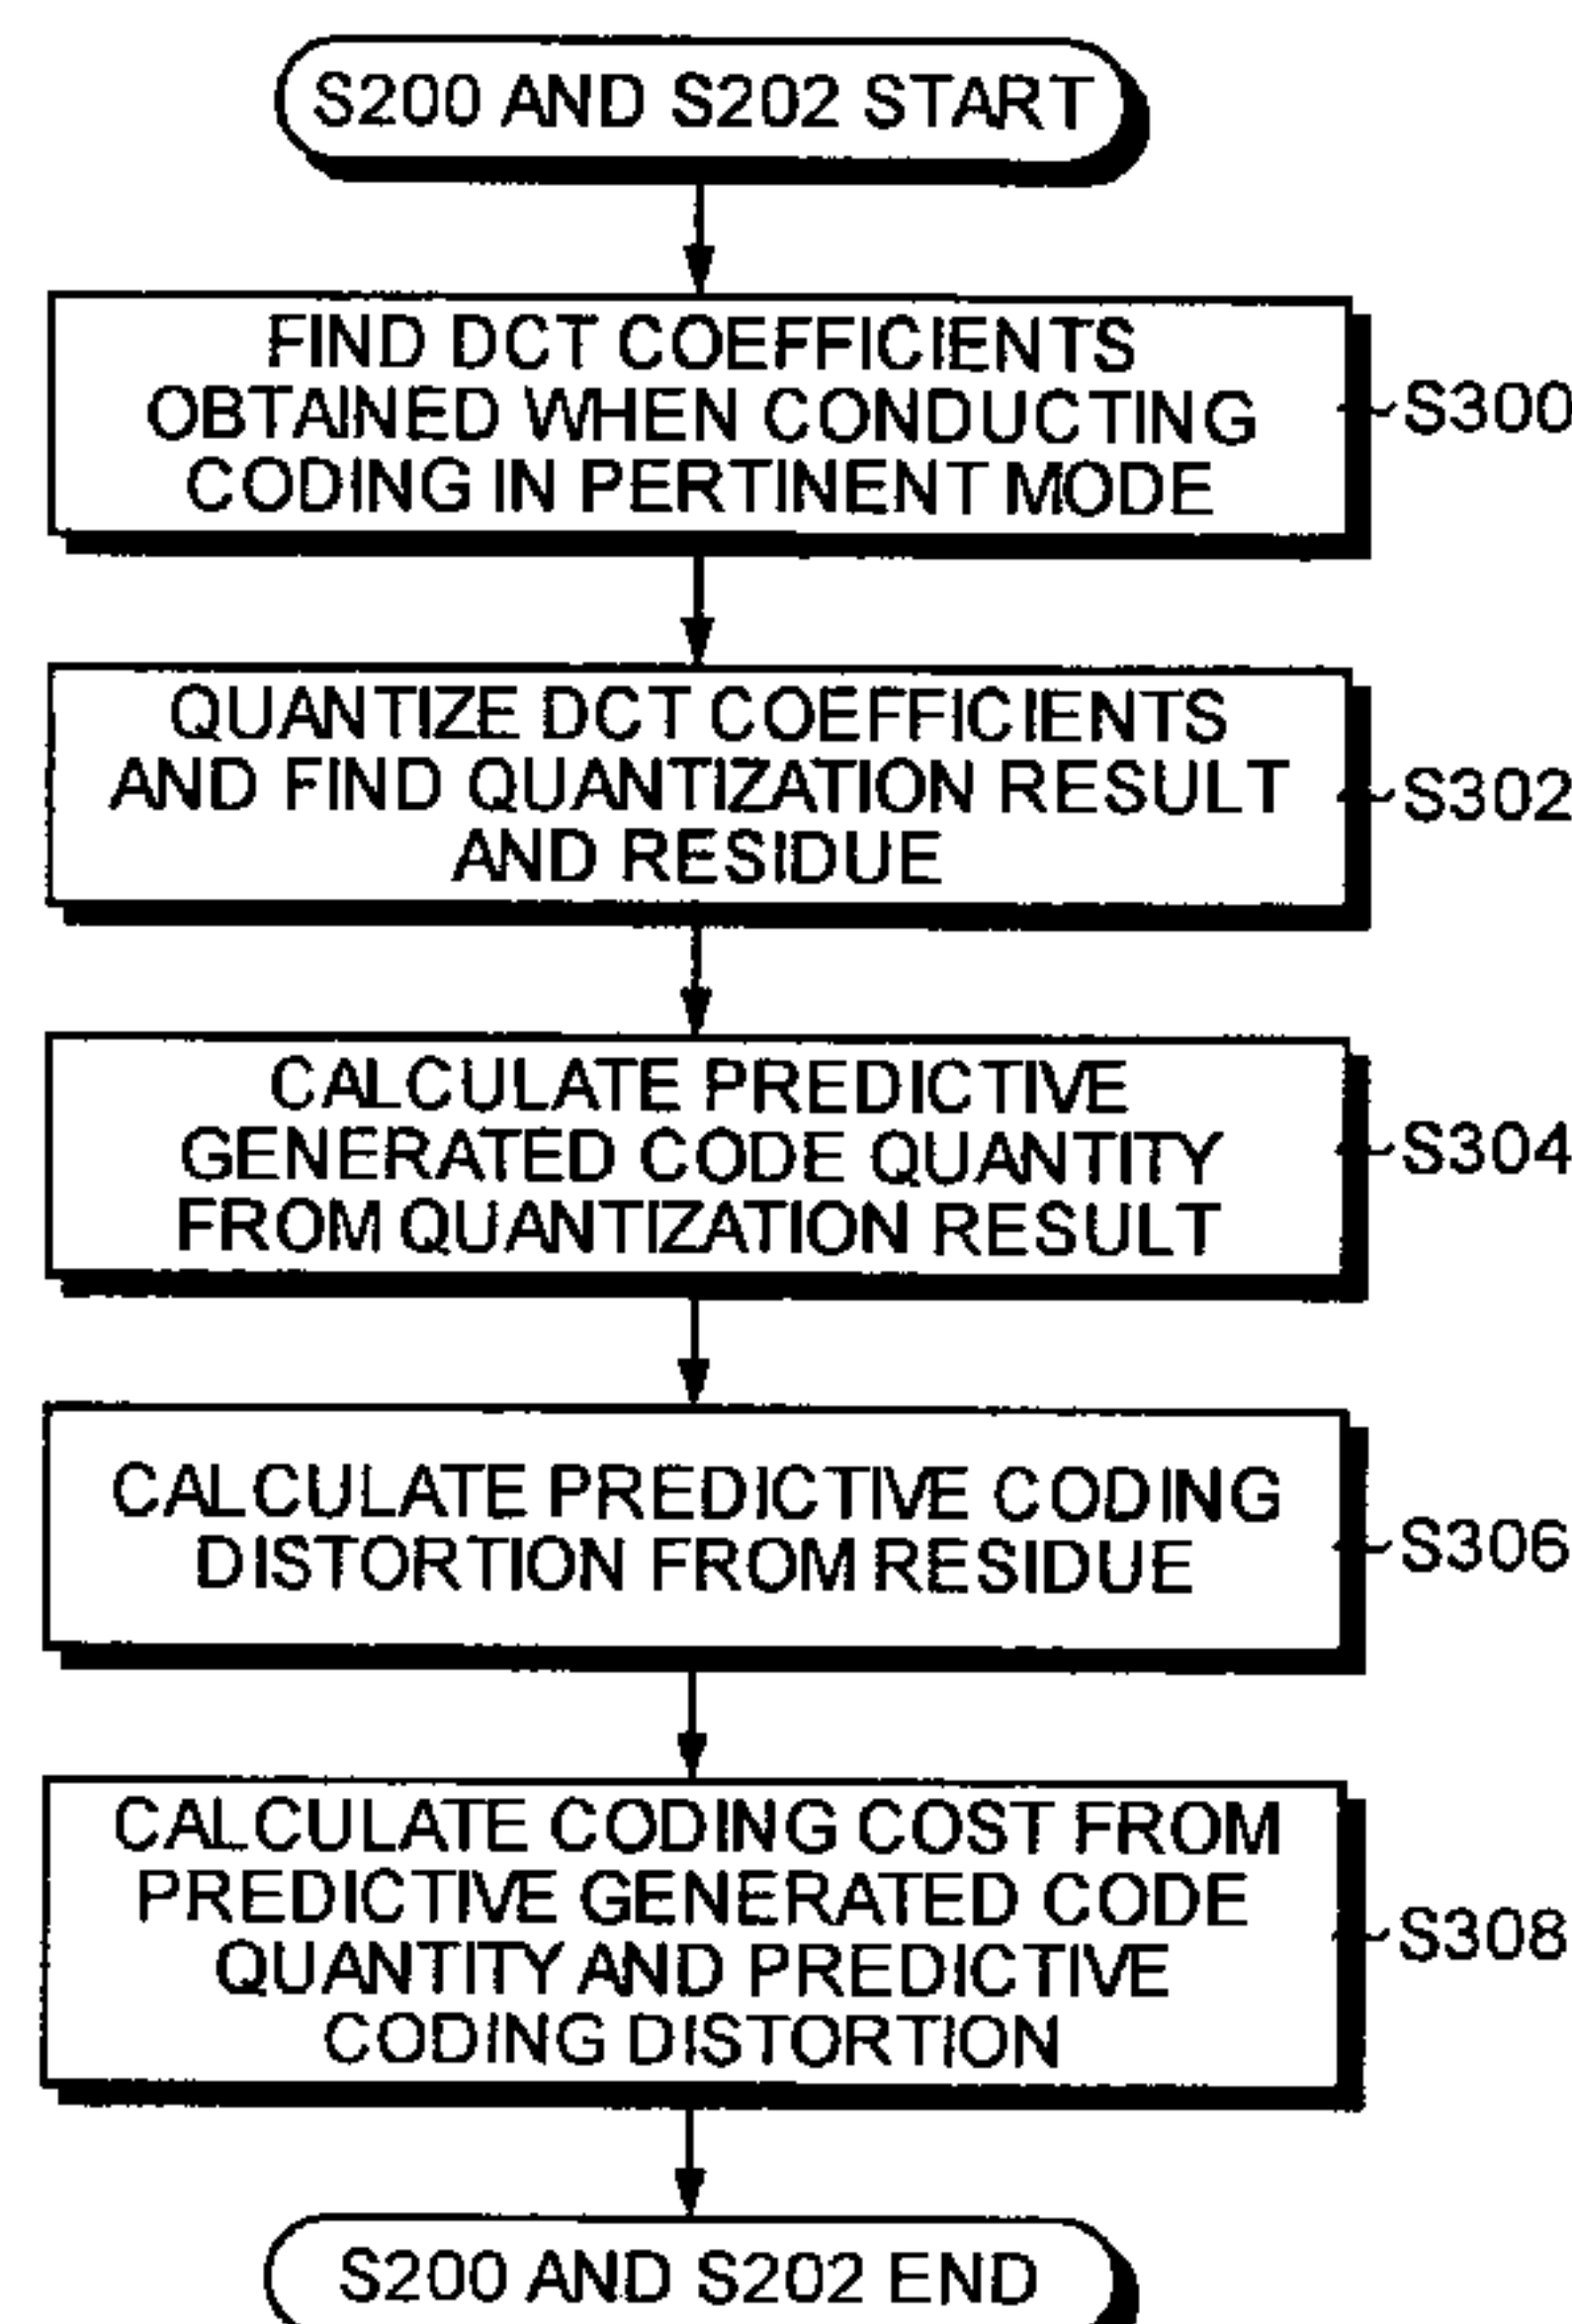 S200 AND S202 START
FIND DCT COEFFICIENTS
OBTAINED WHEN CONDUCTING
CODING IN PERTINENT MODE
S300
QUANTIZE DCT COEFFICIENTS
AND FIND QUANTIZATION RESULT
AND RESIDUE
S302
CALCULATE PREDICTIVE
GENERATED CODE QUANTITY
FROM QUANTIZATION RESULT
S304
CALCULATE PREDICTIVE CODING
DISTORTION FROM RESIDUE
S306
CALCULATE CODING COST FROM
PREDICTIVE GENERATED CODE
QUANTITY AND PREDICTIVE
CODING DISTORTION
S308
S200 AND S202 END